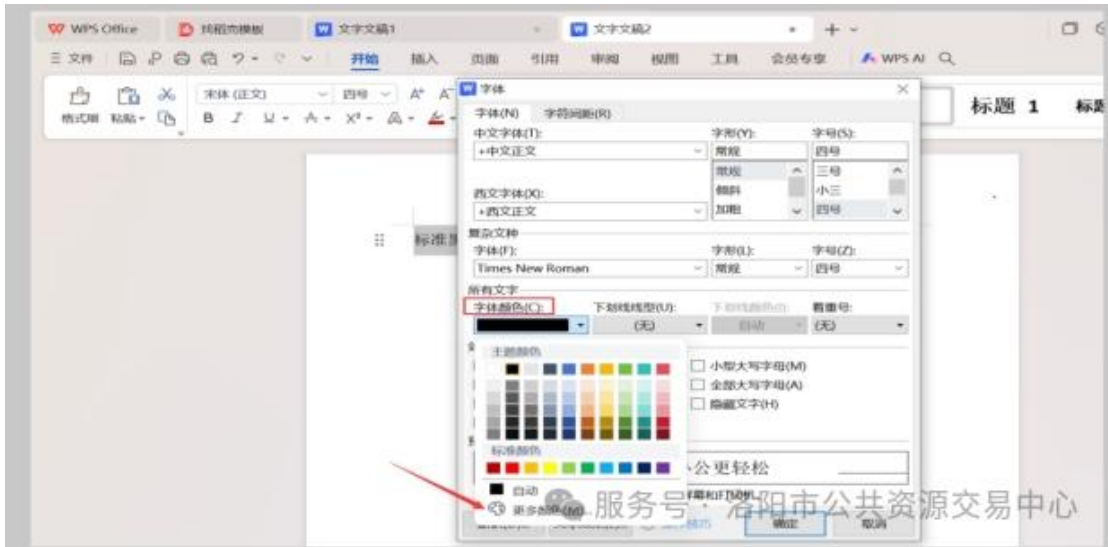 WPS Office 找稻壳模板 文字文稿1 文字文稿2
三 文件 开始 插入 页面 引用 审阅 视图 工具 会员专享 WPS AI
格式刷 粘贴 宋体 (正文) 四号 A⁺ A⁻ 标题 1 标题
B I U A X² A A
字体
字体(N) 字符间距(R)
中文字体(T): 字形(Y): 字号(S):
+中文正文 常规 四号
常规 三号
倾斜 小三
西文字体(X):
+西文正文 加粗 四号
标准黑
复杂文种
字体(F): 字形(L): 字号(Z):
Times New Roman 常规 四号
所有文字
字体颜色(C): 下划线线型(U): 下划线颜色(I): 着重号:
(无) 自动 (无)
主题颜色
小型大写字母(M)
全部大写字母(A)
隐藏文字(H)
标准颜色
公更轻松
自动
更多颜色(M)...
服务号 · 洛阳市公共资源交易中心
确定 取消